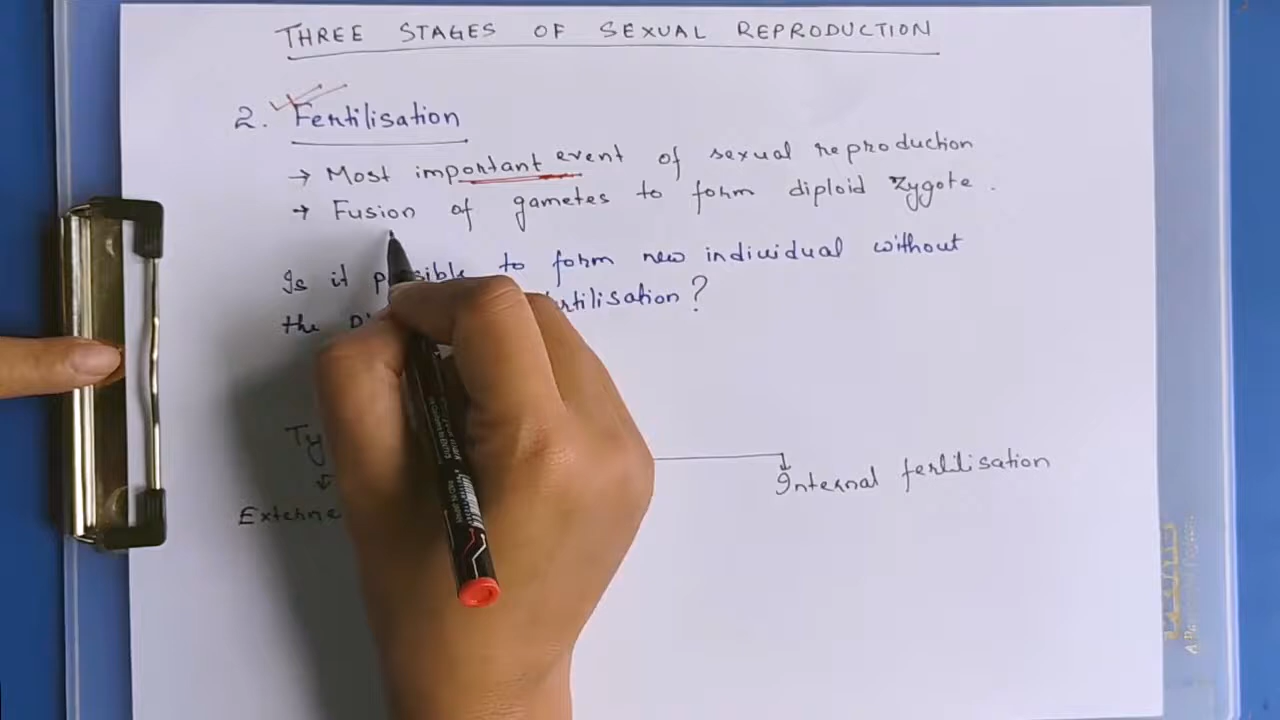 THREE STAGES OF SEXUAL REPRODUCTION
2. Fertilisation
→ Most important event of sexual reproduction
→ Fusion of gametes to form diploid zygote.
Is it possible to form new individual without
the fertilisation?
Internal fertilisation